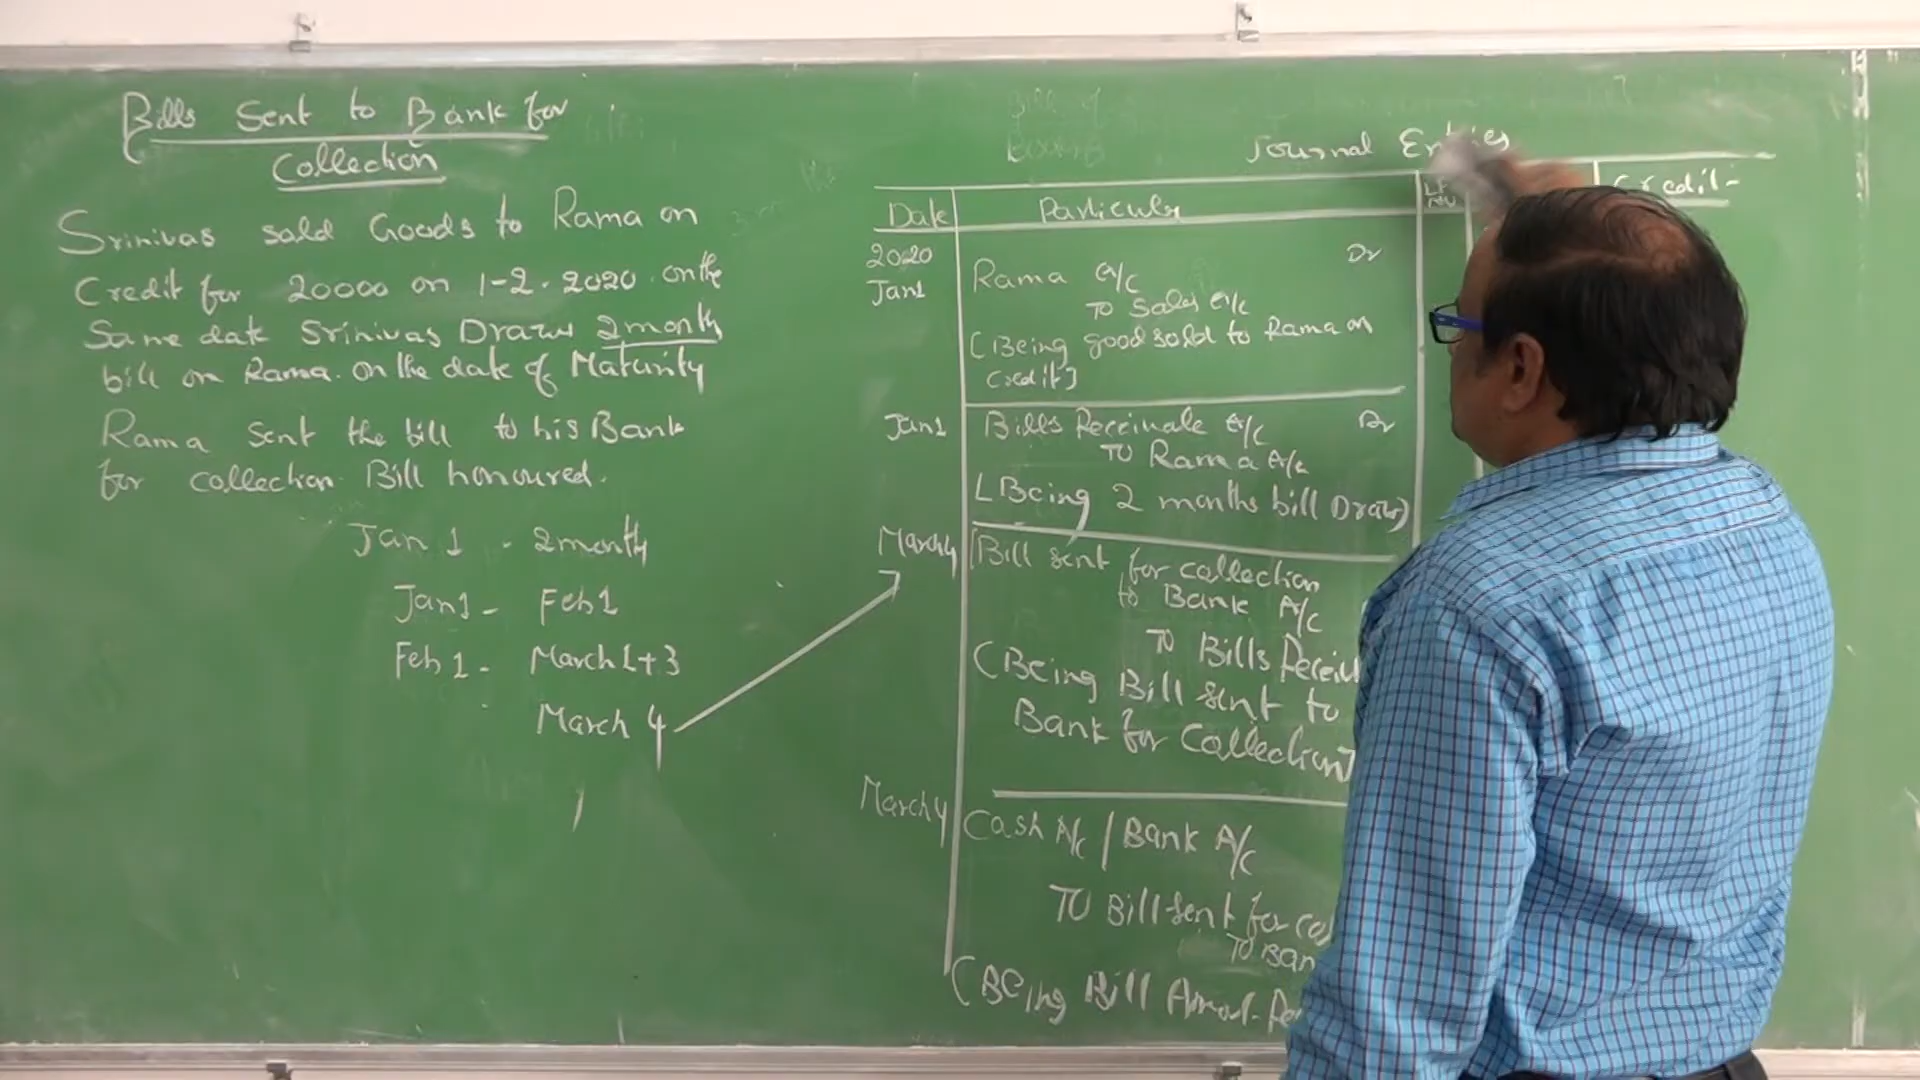 Bills Sent to Bank for
Collection
Srinivas sold Goods to Rama on
Credit for 20000 on 1-2-2020. on the
Same date Srinivas Draws 2 month
bill on Rama. on the date of Maturity
Rama sent the bill to his Bank
for collection. Bill honoured.
Jan 1 - 2 month
Jan 1 - Feb 1
Feb 1 - March 1+3
March 4
Journal Entries
Date Particulars Credit
2020
Jan 1
Rama a/c Dr
To Sales a/c
(Being good sold to Rama on
Credit)
Jan 1 Bills Receivale a/c Dr
To Rama A/c
(Being 2 months bill Draws)
March 4 Bill sent for collection
to Bank A/c
To Bills
(Being Bill sent to
Bank for Collection)
March 4 Cash A/c / Bank A/c
To Bill sent for
To
(Being Bill